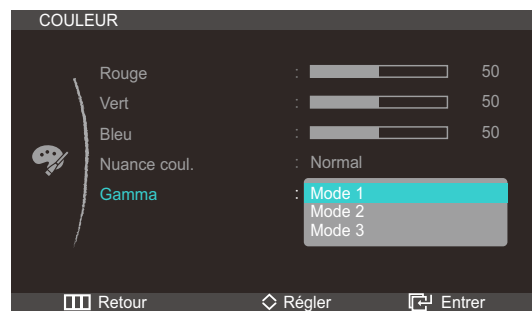 COULEUR
Rouge : 50
Vert : 50
Bleu : 50
Nuance coul. : Normal
Gamma : Mode 1
Mode 2
Mode 3
Retour Régler Entrer